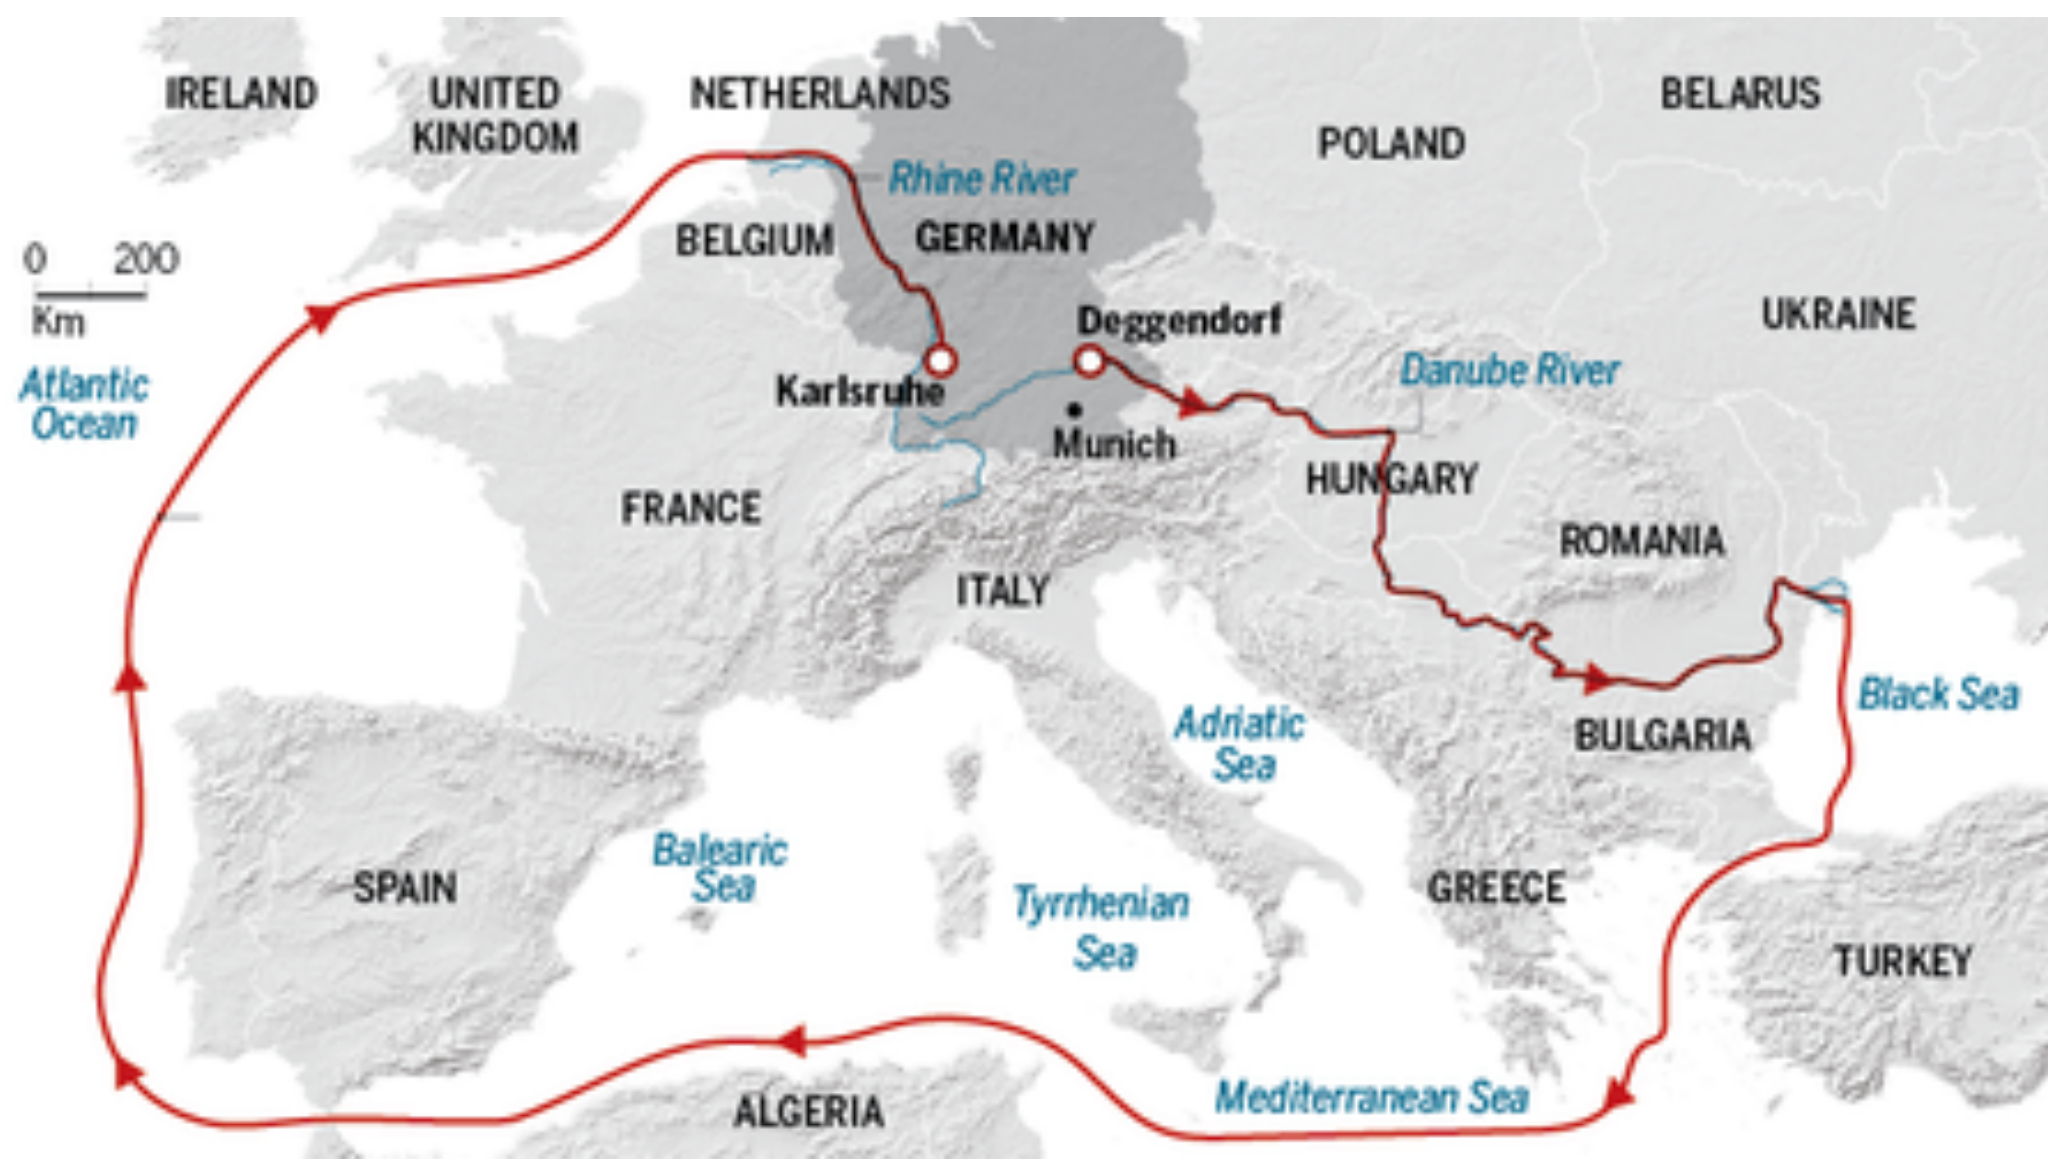 IRELAND
UNITED
KINGDOM
NETHERLANDS
BELARUS
POLAND
Rhine River
BELGIUM
GERMANY
0 200
Km
UKRAINE
Deggendorf
Atlantic
Ocean
Karlsruhe
Danube River
Munich
HUNGARY
FRANCE
ROMANIA
ITALY
Black Sea
Adriatic
Sea
BULGARIA
Balearic
Sea
SPAIN
Tyrrhenian
Sea
GREECE
TURKEY
Mediterranean Sea
ALGERIA